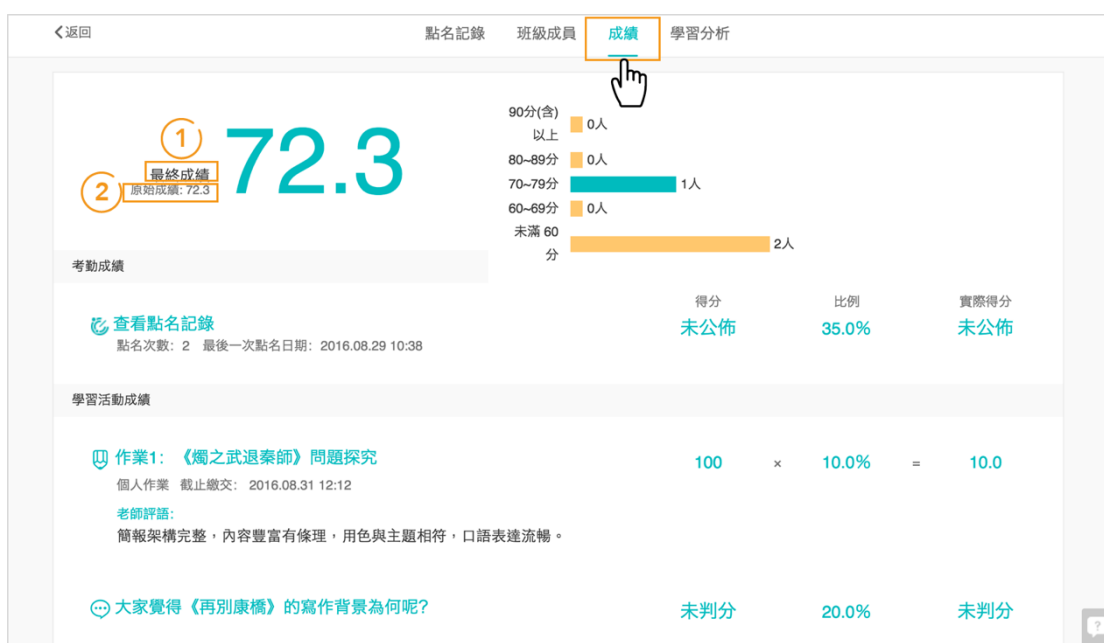 返回
點名記錄 班級成員 成績 學習分析
1
最終成績
2
原始成績: 72.3
72.3
90分(含)
以上
0人
80~89分 0人
70~79分 1人
60~69分 0人
未滿 60
分
2人
考勤成績
得分 比例 實際得分
查看點名記錄 未公佈 35.0% 未公佈
點名次數: 2 最後一次點名日期: 2016.08.29 10:38
學習活動成績
作業1: 《燭之武退秦師》問題探究 100 × 10.0% = 10.0
個人作業 截止繳交: 2016.08.31 12:12
老師評語:
簡報架構完整,內容豐富有條理,用色與主題相符,口語表達流暢。
大家覺得《再別康橋》的寫作背景為何呢? 未判分 20.0% 未判分
?